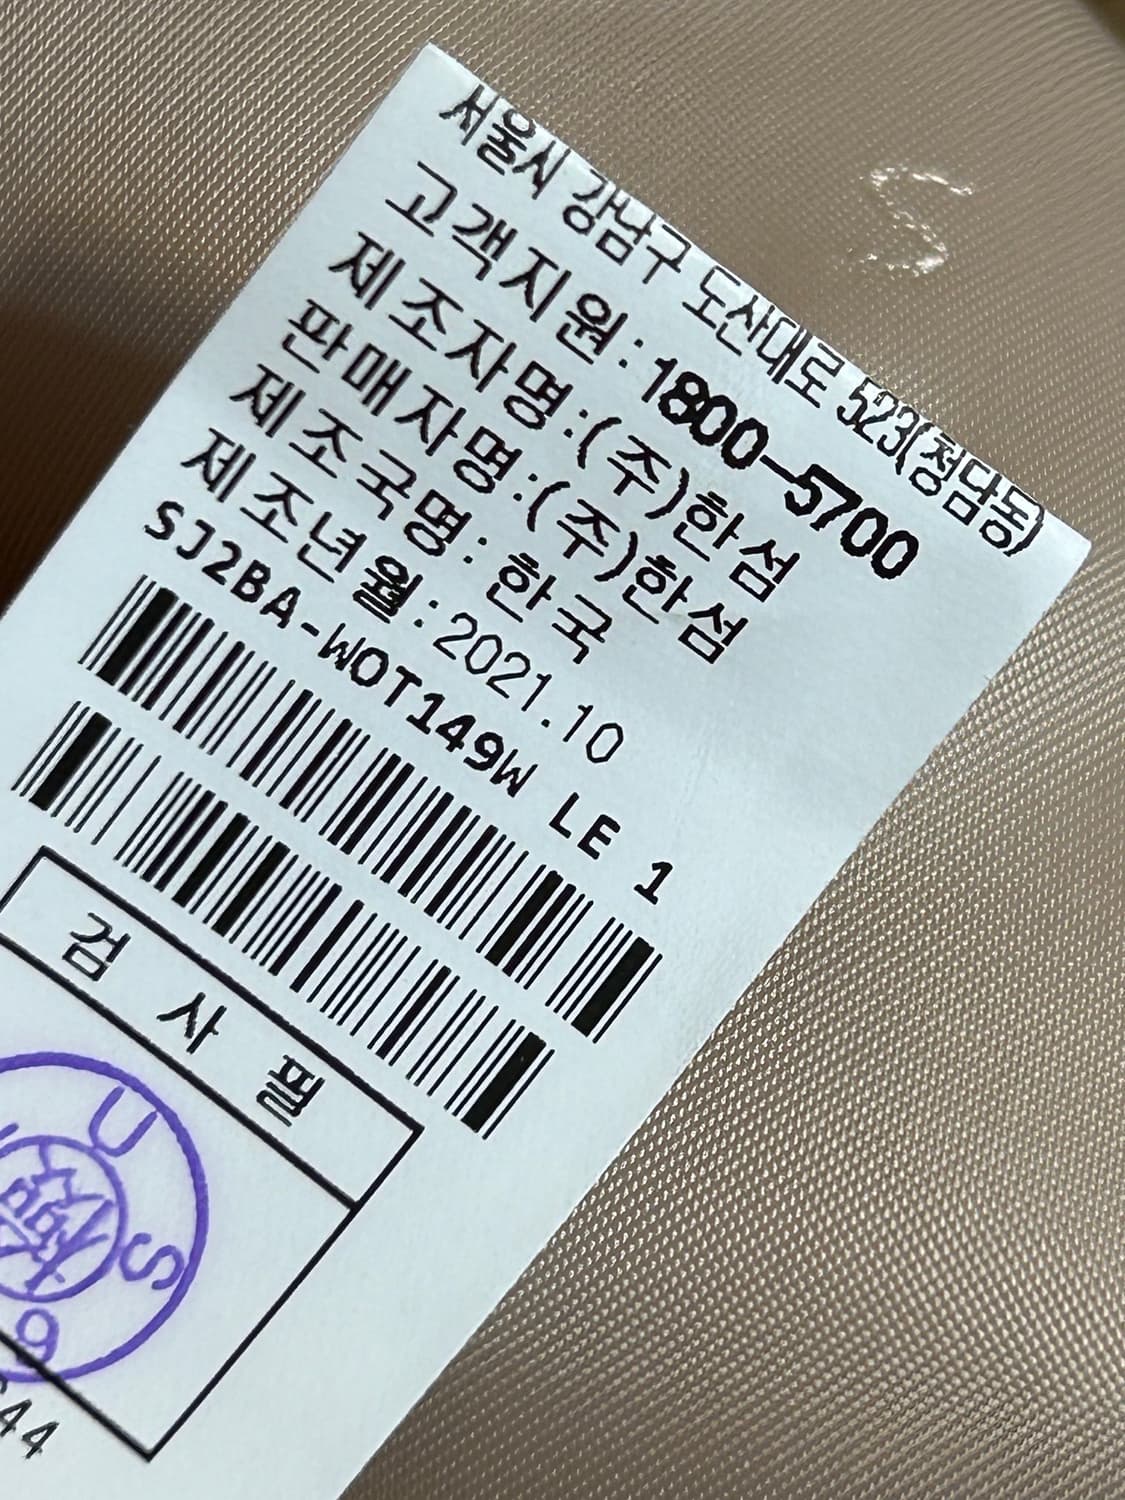 서울시 강남구 도산대로 523(청담동)
고객지원:1800-5700
제조자명:(주)한섬
판매자명:(주)한섬
제조국명:한국
제조년월:2021.10
SJ2BA-WOT149W LE 1
검 사 필
U
S
9
44